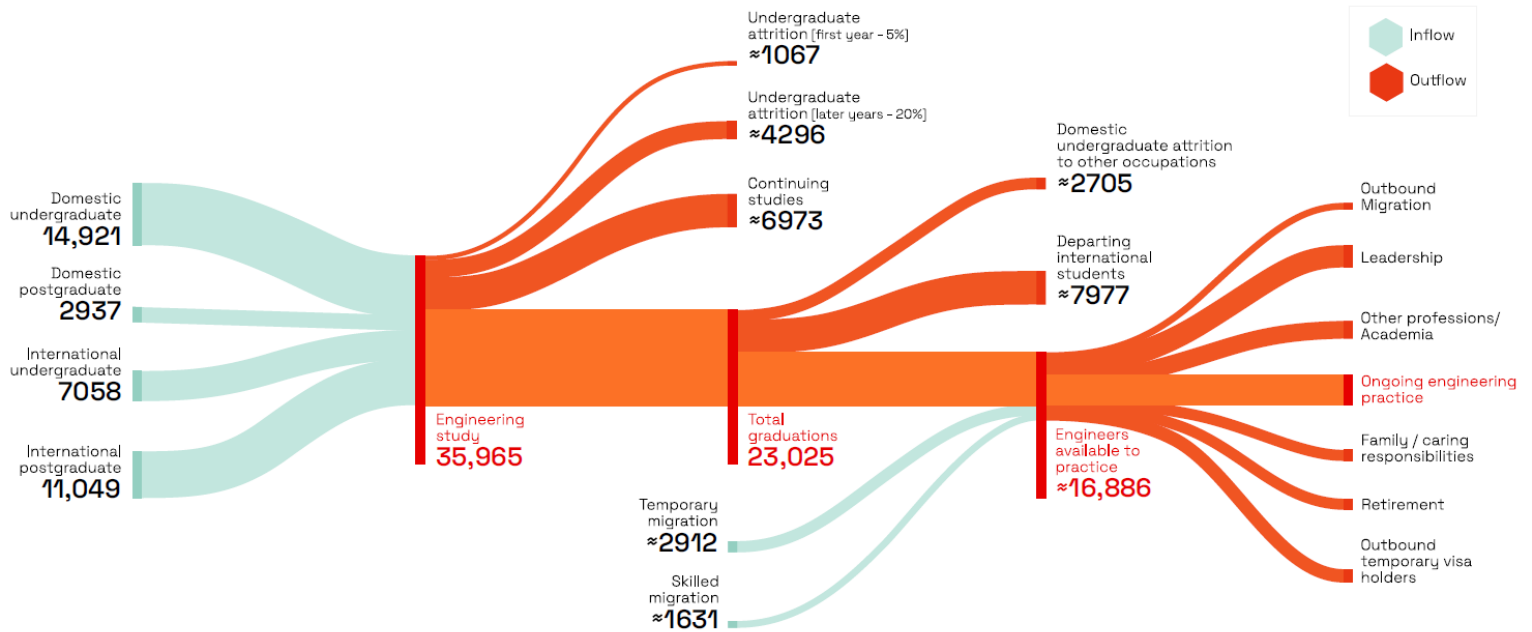 Inflow
Outflow
Domestic
undergraduate
14,921
Domestic
postgraduate
2937
International
undergraduate
7058
International
postgraduate
11,049
Engineering
study
35,965
Undergraduate
attrition [first year - 5%]
≈1067
Undergraduate
attrition [later years - 20%]
≈4296
Continuing
studies
≈6973
Total
graduations
23,025
Temporary
migration
≈2912
Skilled
migration
≈1631
Domestic
undergraduate attrition
to other occupations
≈2705
Departing
international
students
≈7977
Engineers
available to
practice
≈16,886
Outbound
Migration
Leadership
Other professions/
Academia
Ongoing engineering
practice
Family / caring
responsibilities
Retirement
Outbound
temporary visa
holders